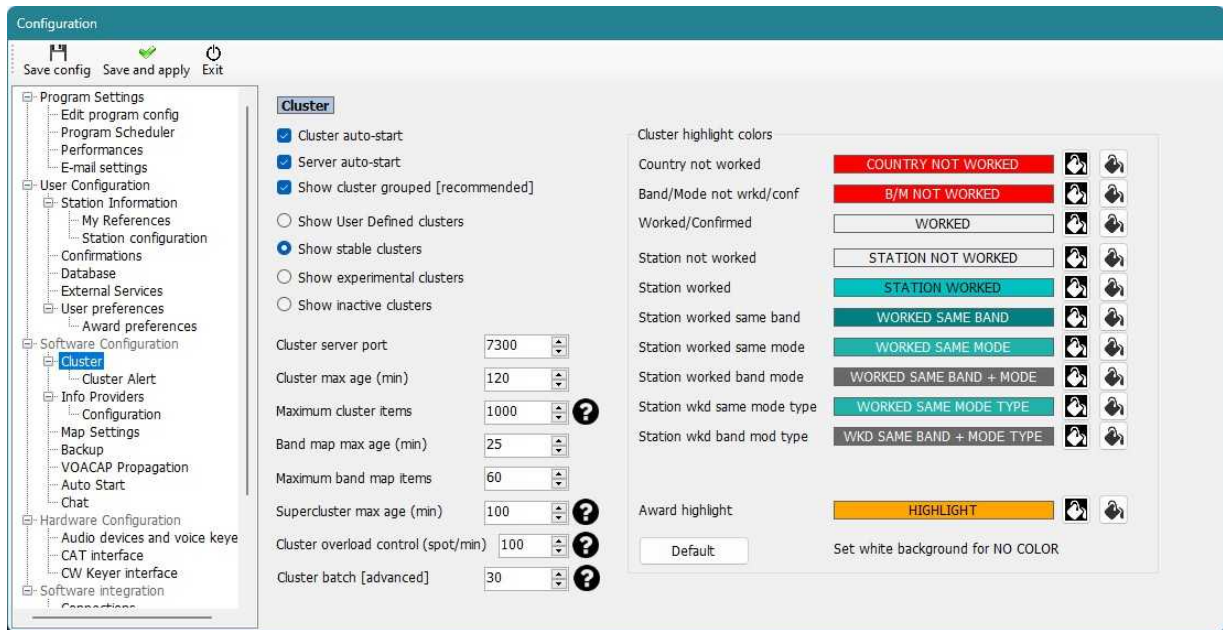 Configuration
Save config Save and apply Exit
Program Settings
Edit program config
Program Scheduler
Performances
E-mail settings
User Configuration
Station Information
My References
Station configuration
Confirmations
Database
External Services
User preferences
Award preferences
Software Configuration
Cluster
Cluster Alert
Info Providers
Configuration
Map Settings
Backup
VOACAP Propagation
Auto Start
Chat
Hardware Configuration
Audio devices and voice keye
CAT interface
CW Keyer interface
Software integration
Connections
Cluster
Cluster auto-start
Server auto-start
Show cluster grouped [recommended]
Show User Defined clusters
Show stable clusters
Show experimental clusters
Show inactive clusters
Cluster server port 7300
Cluster max age (min) 120
Maximum cluster items 1000 ?
Band map max age (min) 25
Maximum band map items 60
Supercluster max age (min) 100 ?
Cluster overload control (spot/min) 100 ?
Cluster batch [advanced] 30 ?
Cluster highlight colors
Country not worked COUNTRY NOT WORKED
Band/Mode not wrkd/conf B/M NOT WORKED
Worked/Confirmed WORKED
Station not worked STATION NOT WORKED
Station worked STATION WORKED
Station worked same band WORKED SAME BAND
Station worked same mode WORKED SAME MODE
Station worked band mode WORKED SAME BAND + MODE
Station wkd same mode type WORKED SAME MODE TYPE
Station wkd band mod type WKD SAME BAND + MODE TYPE
Award highlight HIGHLIGHT
Default Set white background for NO COLOR